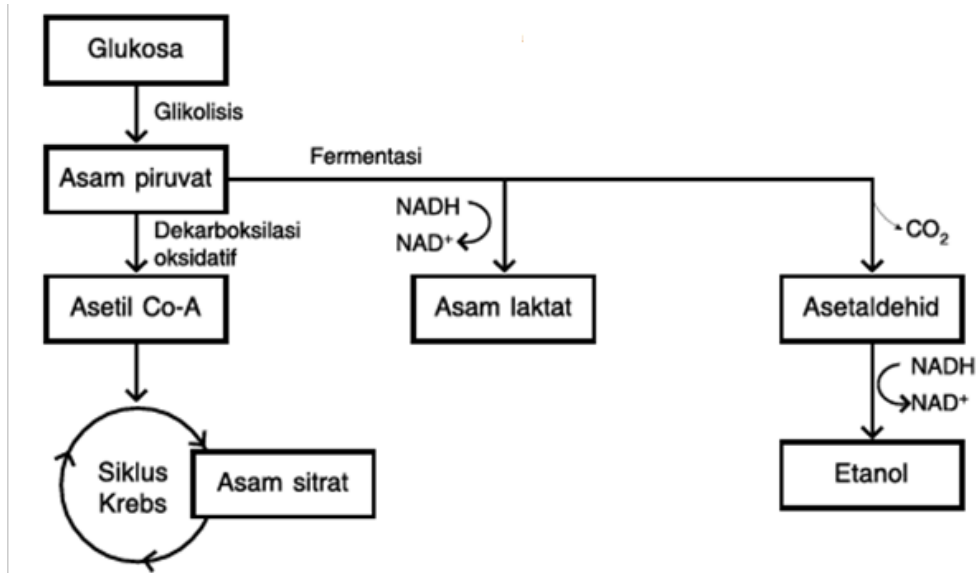 Glukosa
Glikolisis
Asam piruvat
Fermentasi
Dekarboksilasi
oksidatif
NADH
NAD⁺
CO₂
Asetil Co-A
Asam laktat
Asetaldehid
NADH
NAD⁺
Siklus
Krebs
Asam sitrat
Etanol